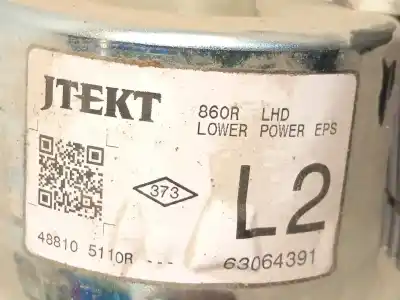 JTEKT
860R LHD
LOWER POWER EPS
373
L2
48810 5110R ---
63064391